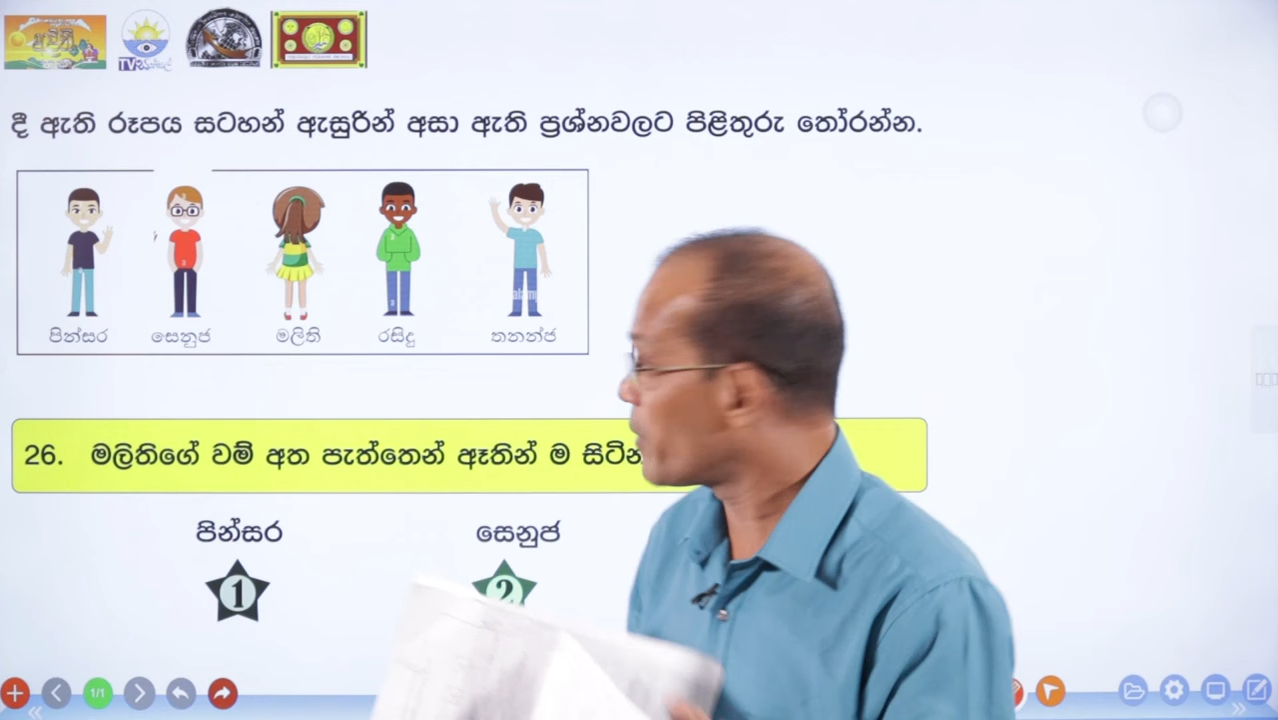 TV
දී ඇති රූපය සටහන් ඇසුරින් අසා ඇති ප්‍රශ්නවලට පිළිතුරු තෝරන්න.
පින්සර සෙනුජ මලිති රසිදු තනන්ජ
26. මලිතිගේ වම් අත පැත්තෙන් ඈතින් ම
පින්සර සෙනුජ
1 2
1/1